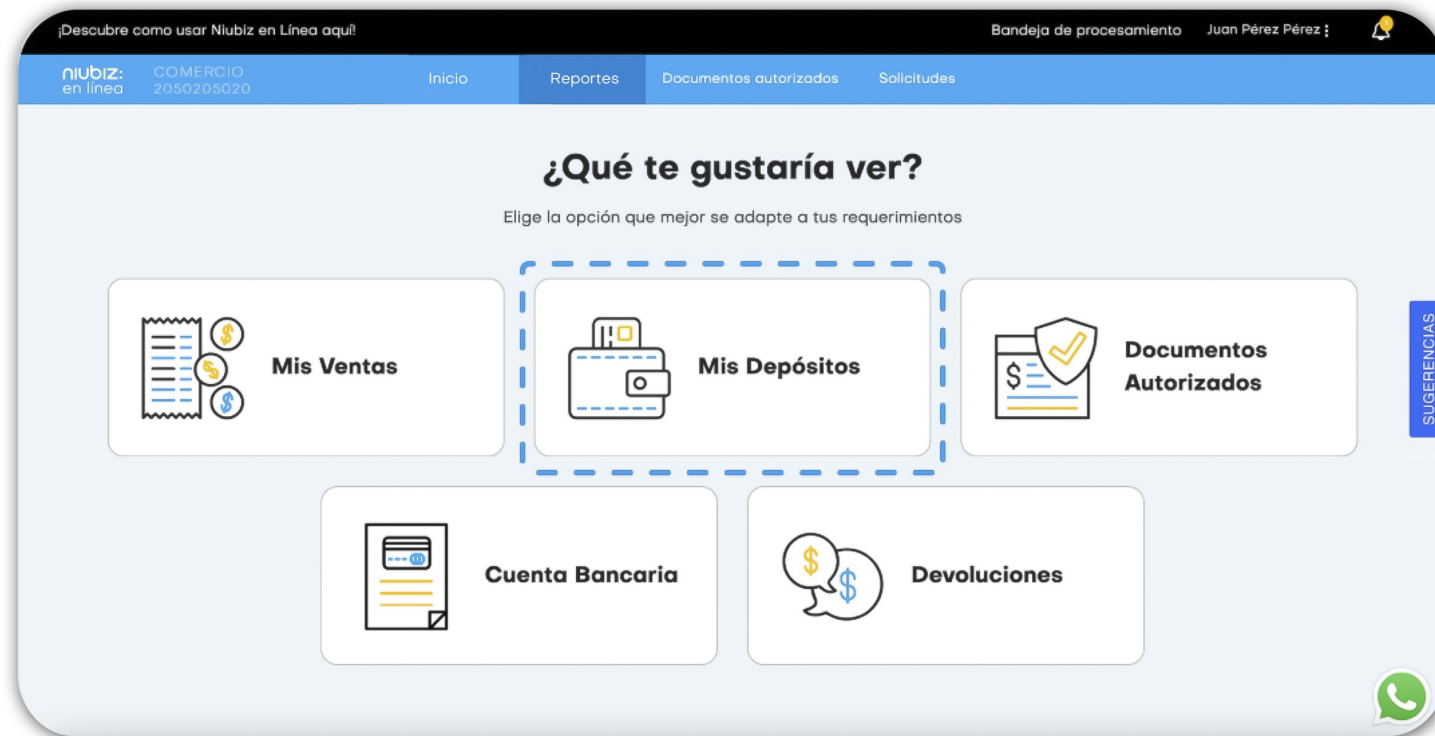 ¡Descubre como usar Niubiz en Línea aquí!
Bandeja de procesamiento
Juan Pérez Pérez
niubiz:
en línea
COMERCIO
2050205020
Inicio
Reportes
Documentos autorizados
Solicitudes
¿Qué te gustaría ver?
Elige la opción que mejor se adapte a tus requerimientos
Mis Ventas
Mis Depósitos
Documentos
Autorizados
SUGERENCIAS
Cuenta Bancaria
Devoluciones